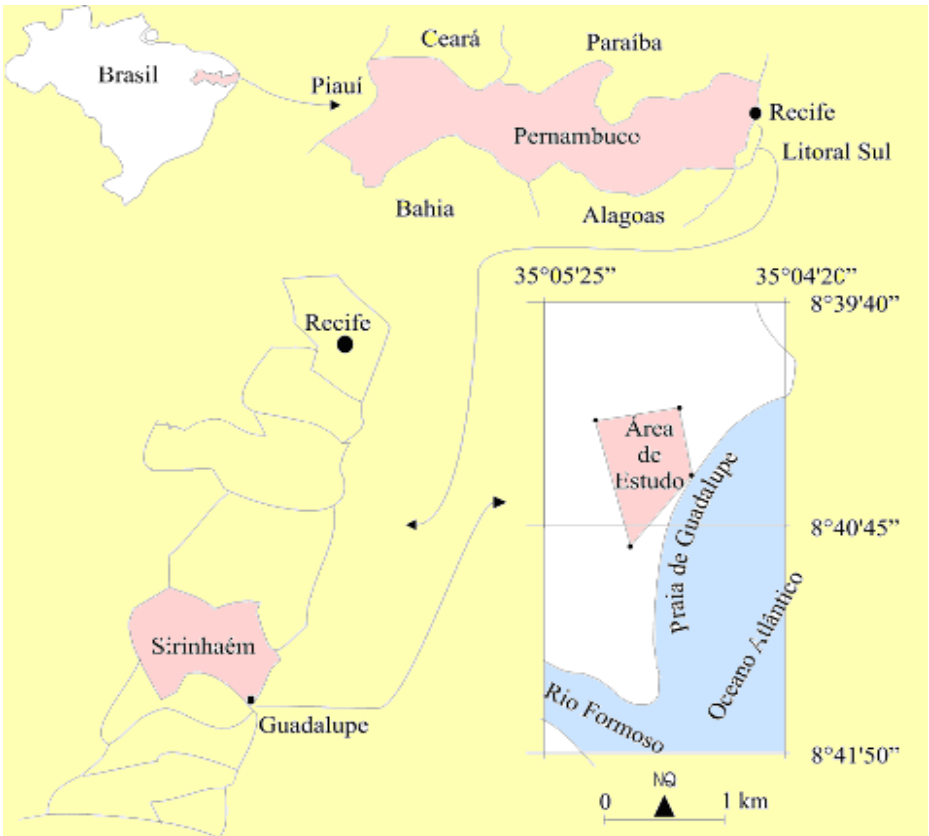 Ceará
Paraíba
Brasil
Piauí
Recife
Pernambuco
Litoral Sul
Bahia
Alagoas
35°05'25”
35°04'20”
8°39'40”
Recife
Área
de
Estudo
Praia de Guadalupe
8°40'45”
Oceano Atlântico
Sirinhaém
Guadalupe
Rio Formoso
8°41'50”
0
1 km